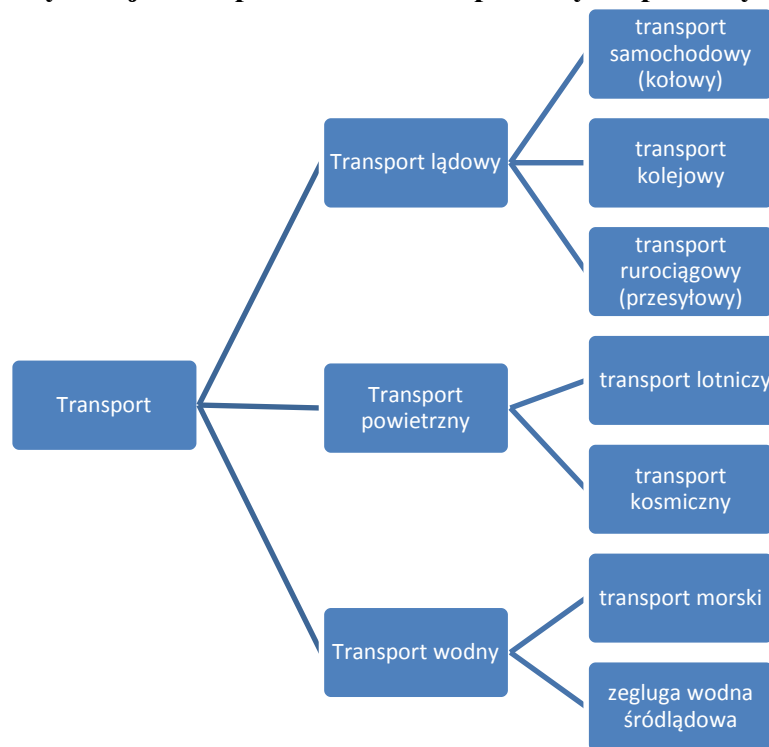 transport
samochodowy
(kołowy)
Transport lądowy
transport
kolejowy
transport
rurociągowy
(przesyłowy)
Transport
Transport
powietrzny
transport lotniczy
transport
kosmiczny
Transport wodny
transport morski
zegluga wodna
śródlądowa